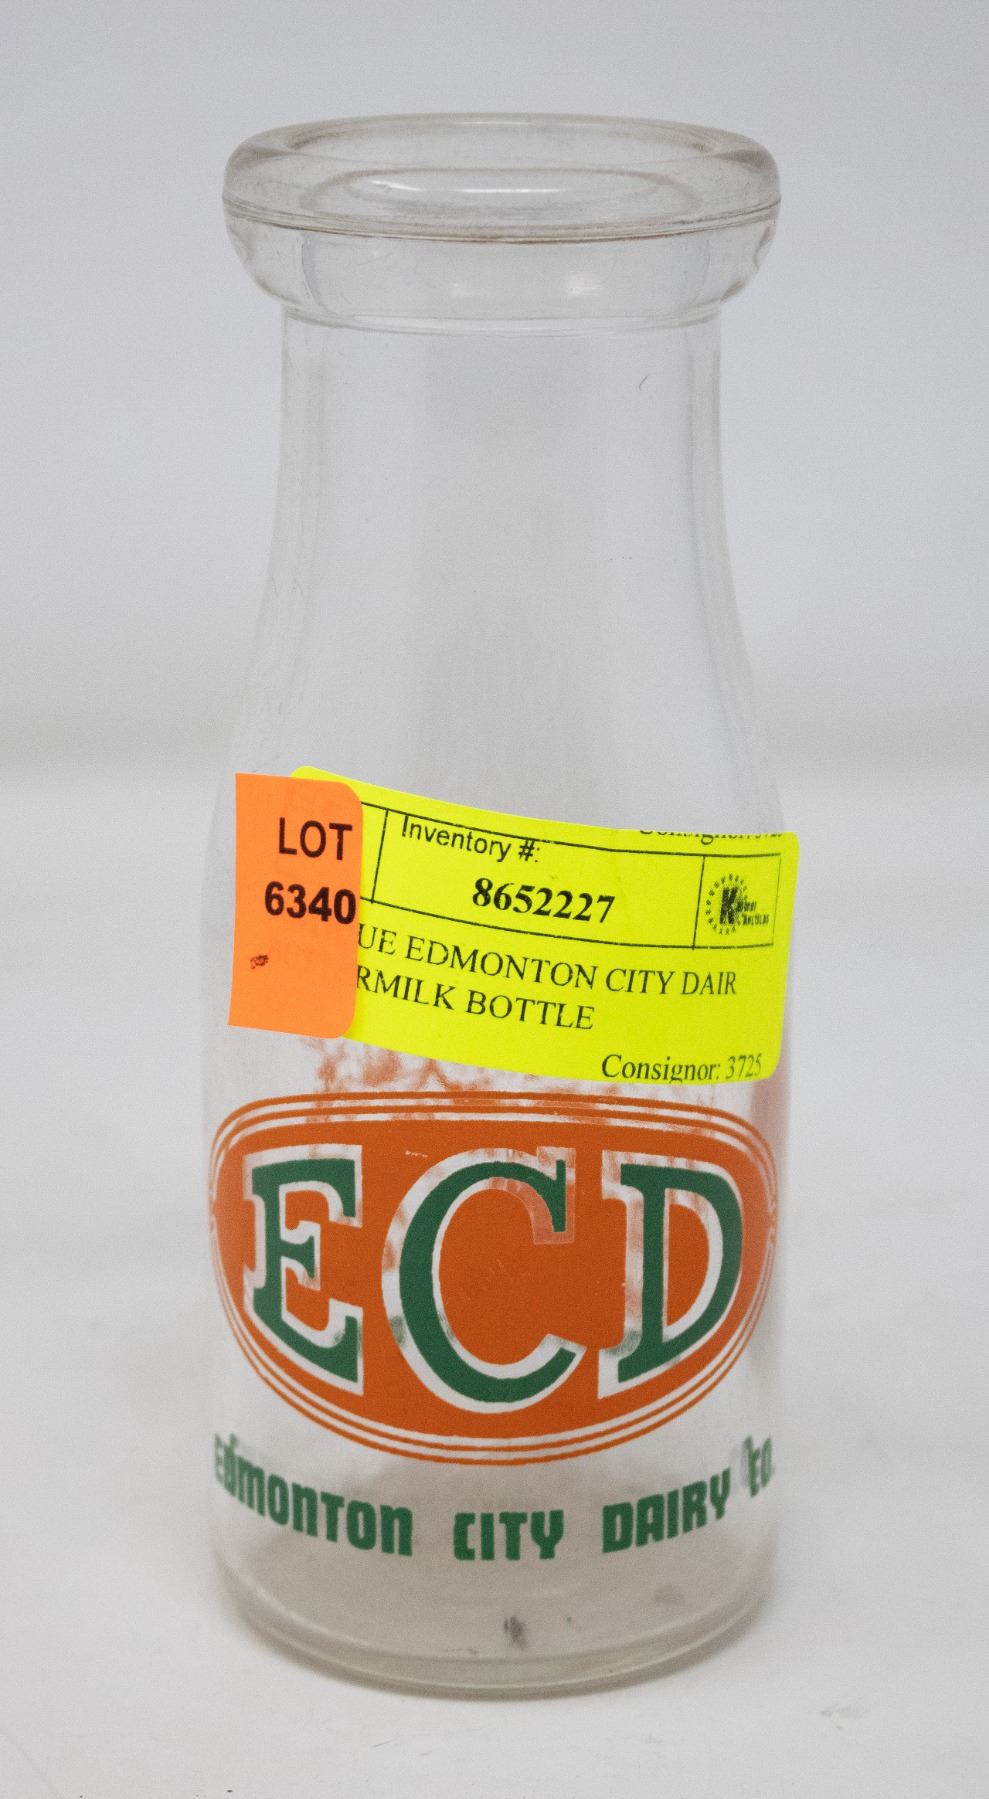 LOT
6340
Inventory #:
8652227
UE EDMONTON CITY DAIR
RMILK BOTTLE
Consignor: 3725
ECD
EDMONTON CITY DAIRY CO.